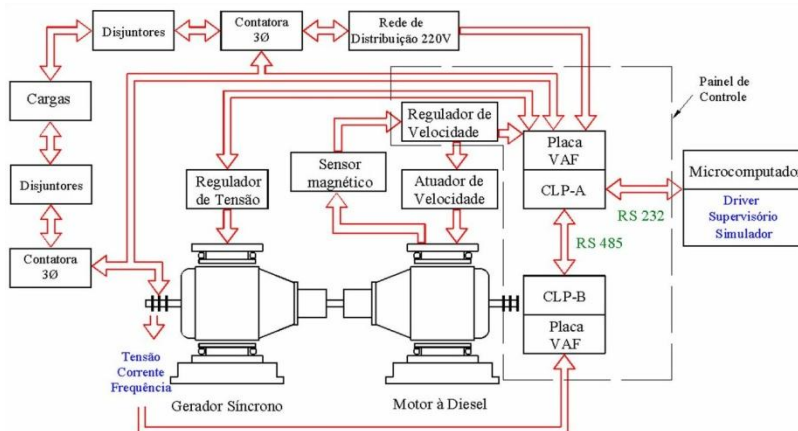 Disjuntores
Contatora
3Ø
Rede de
Distribuição 220V
Painel de
Controle
Cargas
Regulador de
Velocidade
Placa
VAF
CLP-A
Sensor
magnético
Regulador
de Tensão
Atuador de
Velocidade
Microcomputador
Driver
Supervisório
Simulador
RS 232
RS 485
Disjuntores
Contatora
3Ø
CLP-B
Placa
VAF
Tensão
Corrente
Frequência
Gerador Síncrono
Motor à Diesel